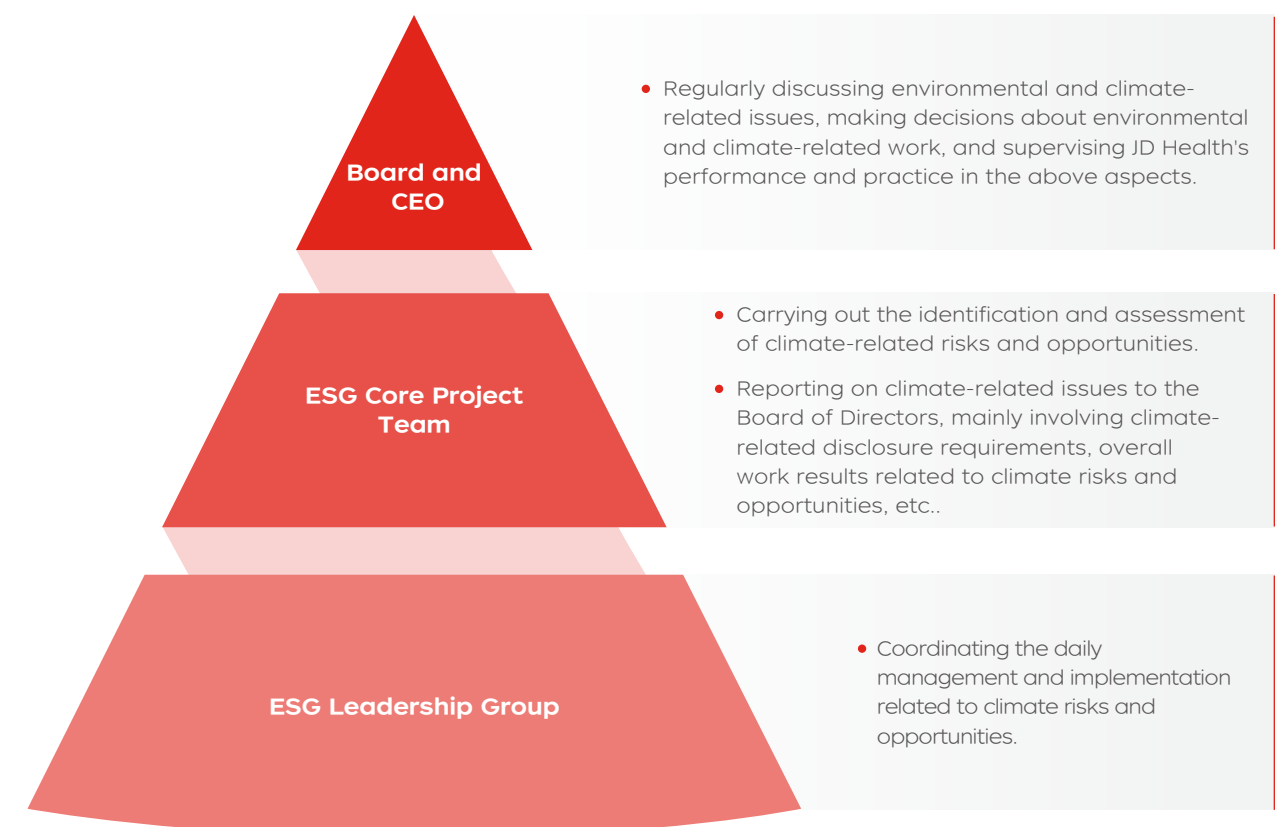 Board and
CEO
• Regularly discussing environmental and climate-
related issues, making decisions about environmental
and climate-related work, and supervising JD Health's
performance and practice in the above aspects.
ESG Core Project
Team
• Carrying out the identification and assessment
of climate-related risks and opportunities.
• Reporting on climate-related issues to the
Board of Directors, mainly involving climate-
related disclosure requirements, overall
work results related to climate risks and
opportunities, etc..
ESG Leadership Group
• Coordinating the daily
management and implementation
related to climate risks and
opportunities.